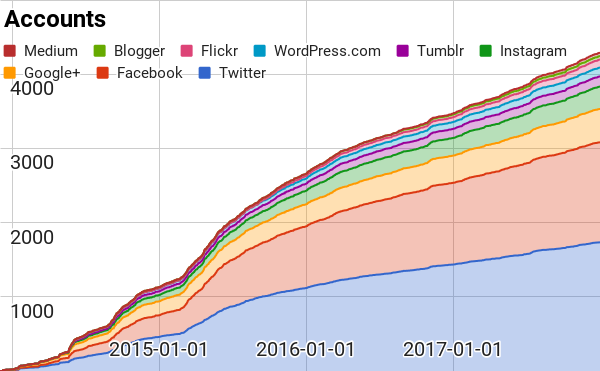 Accounts
Medium Blogger Flickr WordPress.com Tumblr Instagram
Google+ Facebook Twitter
4000
3000
2000
1000
2015-01-01 2016-01-01 2017-01-01